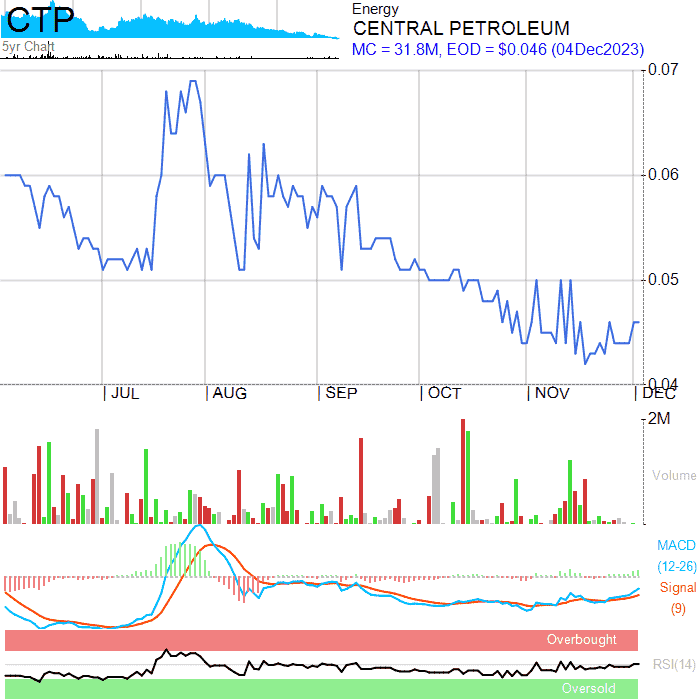 CTP
5yr Chart
Energy
CENTRAL PETROLEUM
MC = 31.8M, EOD = $0.046 (04Dec2023)
0.07
0.06
0.05
0.04
JUL AUG SEP OCT NOV DEC
2M
Volume
MACD
(12-26)
Signal
(9)
Overbought
RSI(14)
Oversold